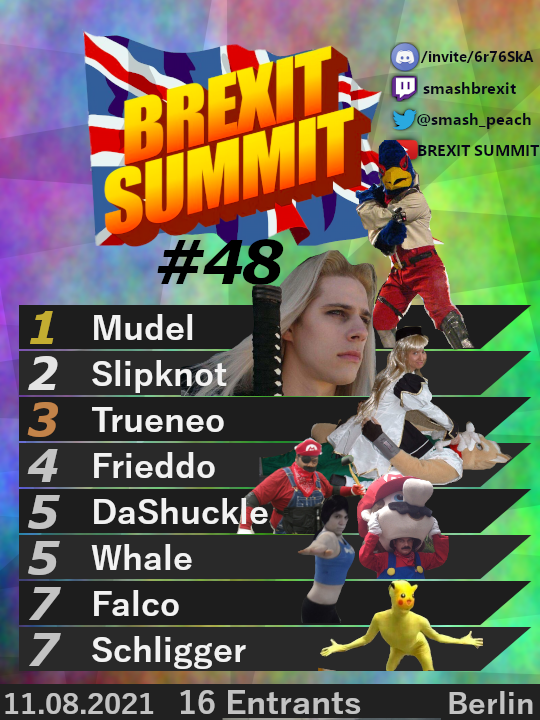 BREXIT
SUMMIT
#48
/invite/6r76SkA
smashbrexit
@smash_peach
BREXIT SUMMIT
1 Mudel
2 Slipknot
3 Trueneo
4 Frieddo
5 DaShuckle
5 Whale
7 Falco
7 Schligger
11.08.2021 16 Entrants Berlin